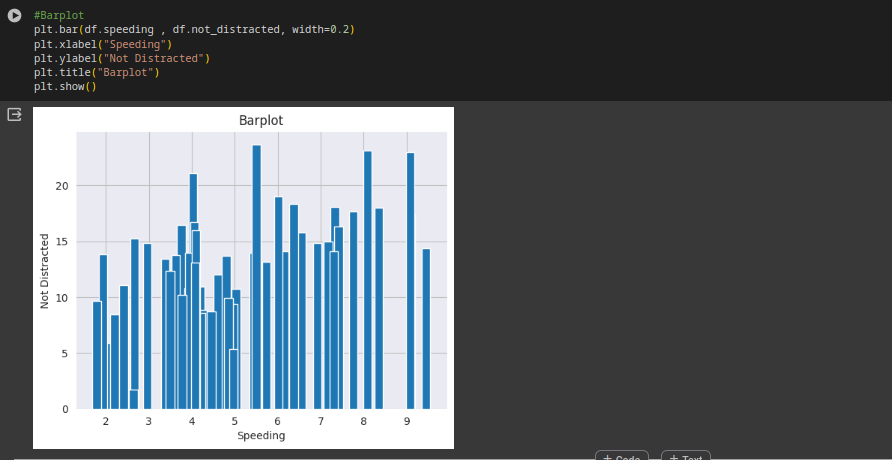 #Barplot
plt.bar(df.speeding , df.not_distracted, width=0.2)
plt.xlabel("Speeding")
plt.ylabel("Not Distracted")
plt.title("Barplot")
plt.show()
Barplot
Not Distracted
20
15
10
5
0
2 3 4 5 6 7 8 9
Speeding
+ Code + Text